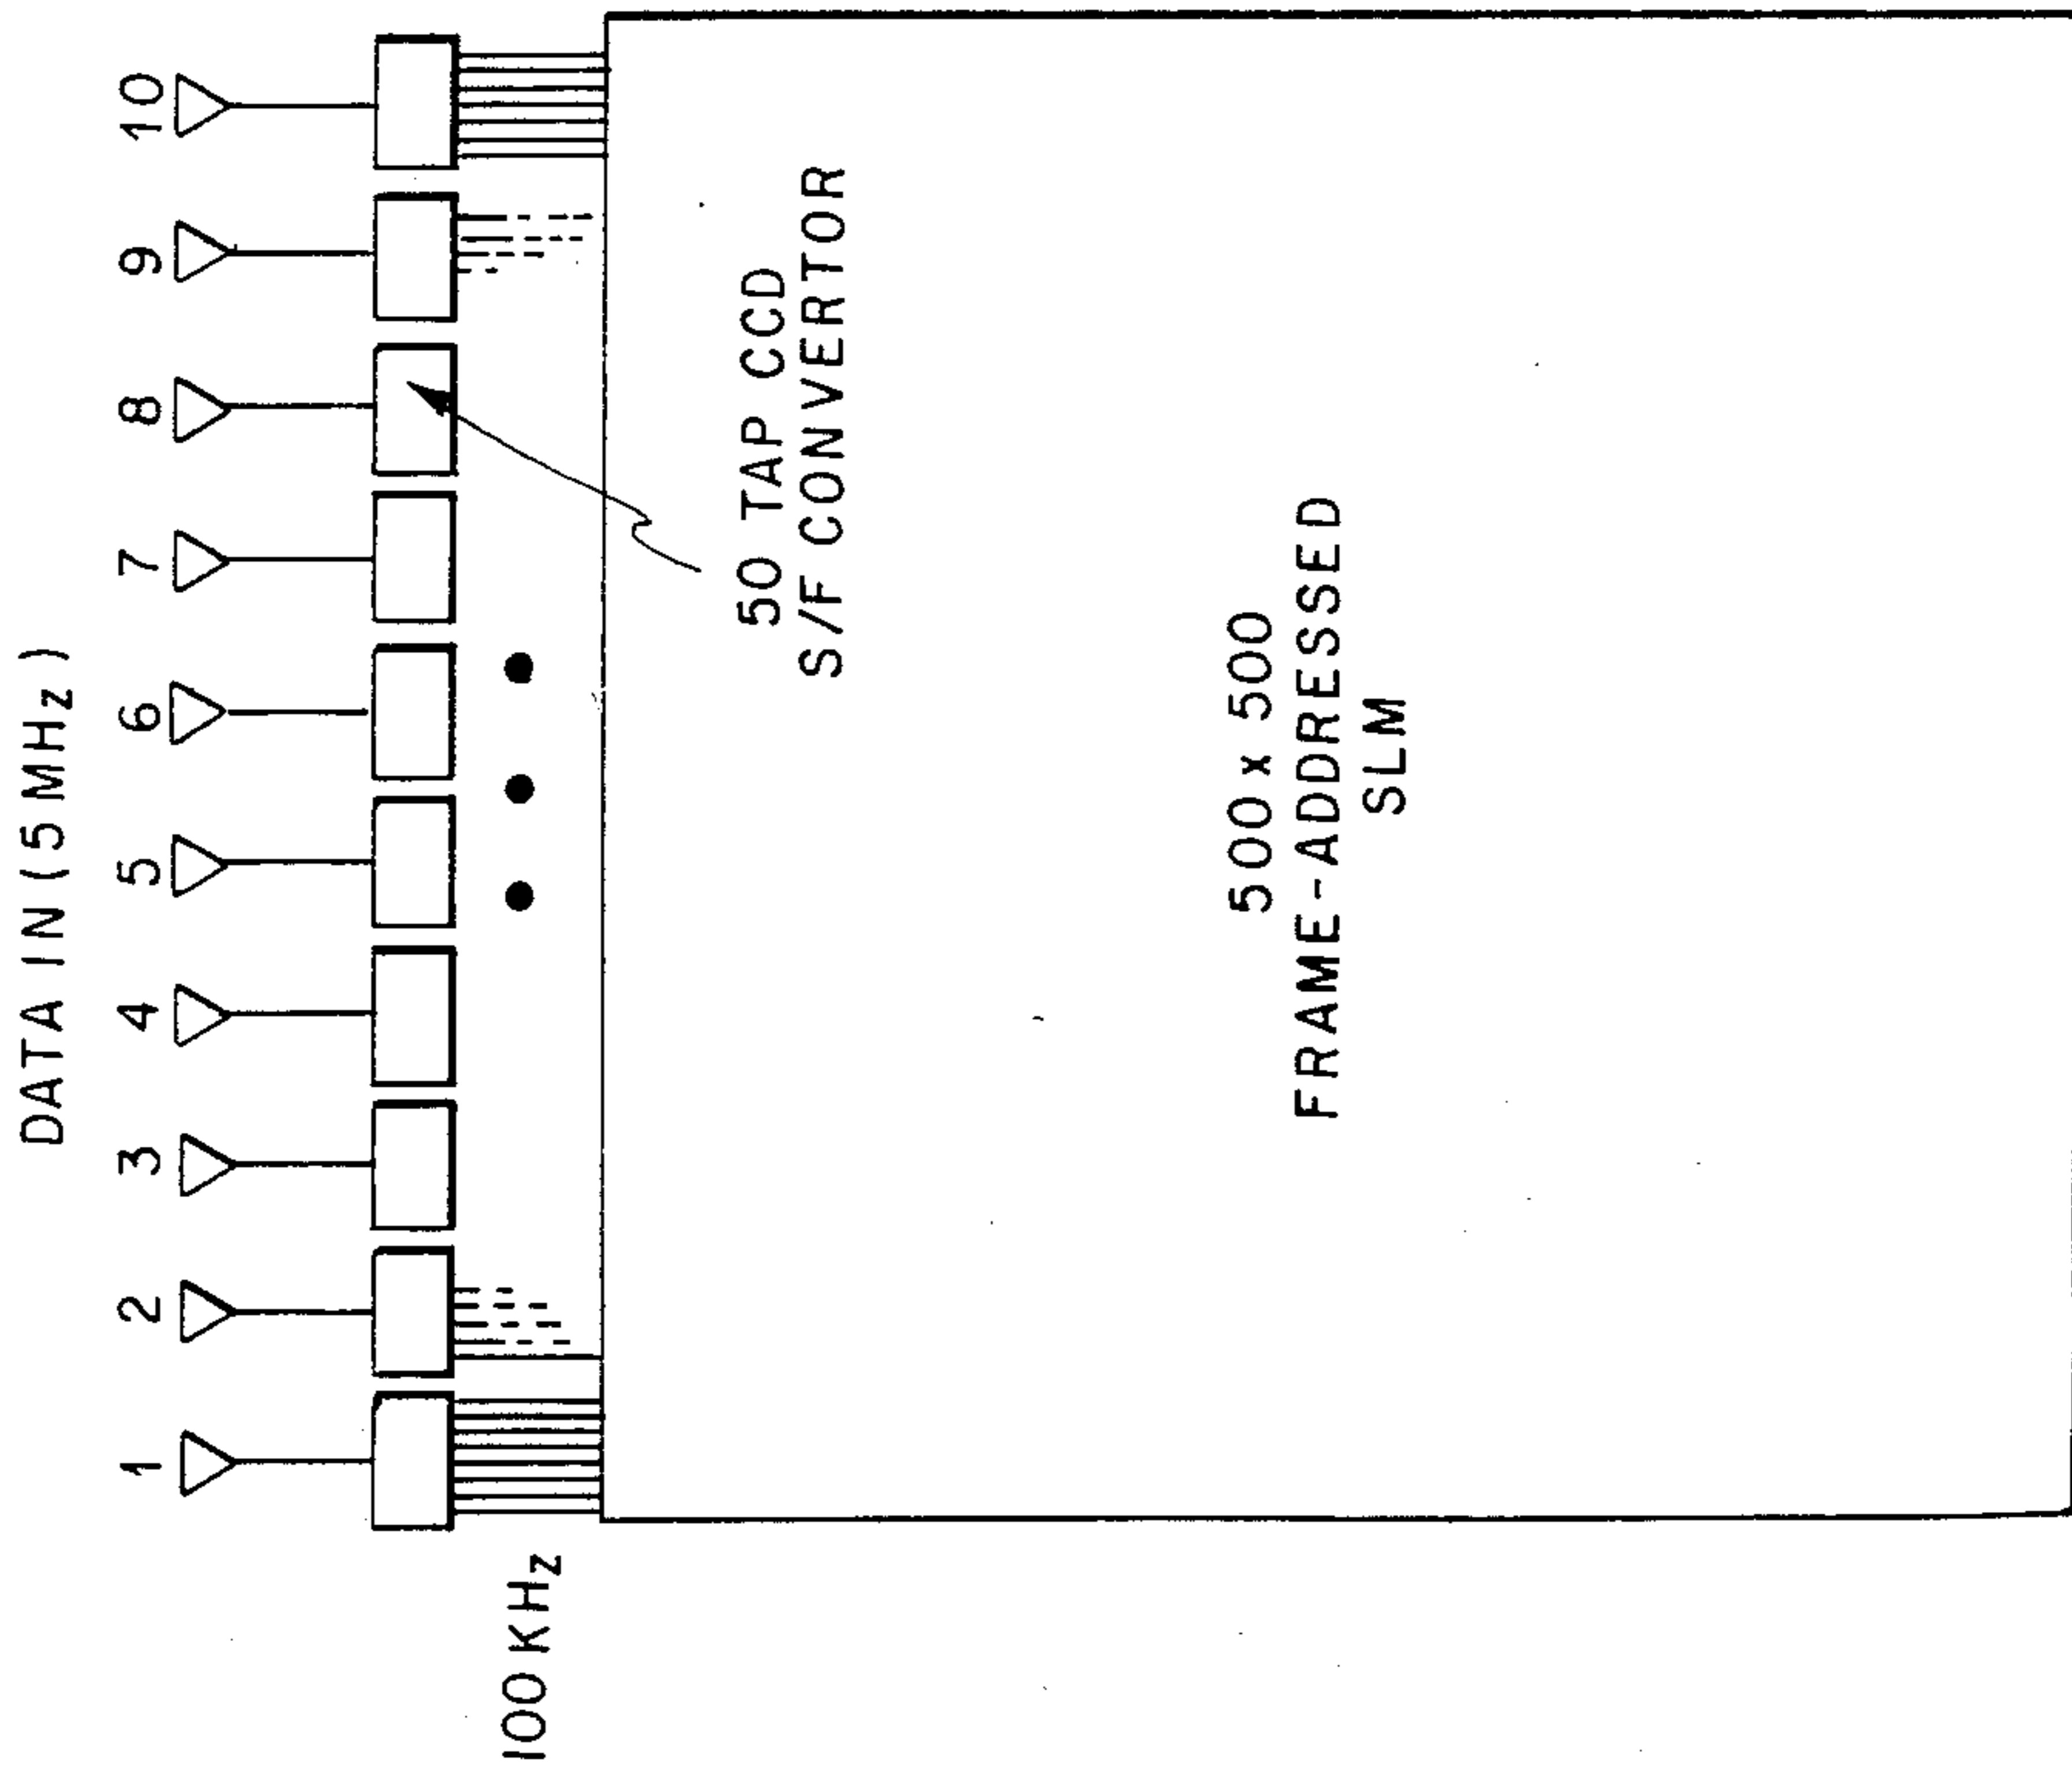 DATA IN (5 MHz)
1 2 3 4 5 6 7 8 9 10
100 KHz
50 TAP CCD
S/F CONVERTOR
500 x 500
FRAME-ADDRESSED
SLM